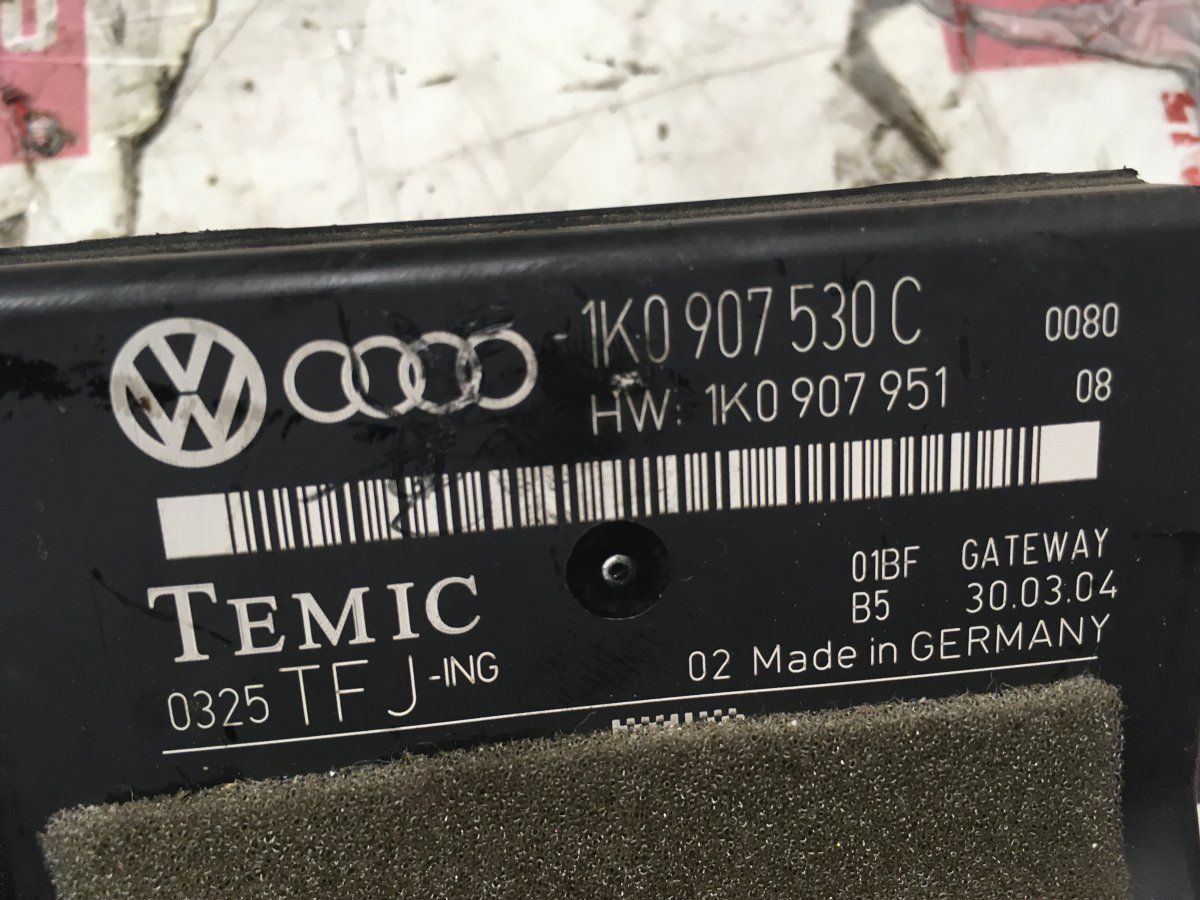 1K0 907 530 C 0080
HW: 1K0 907 951 08
TEMIC
01BF GATEWAY
B5 30.03.04
0325 TF J-ING
02 Made in GERMANY